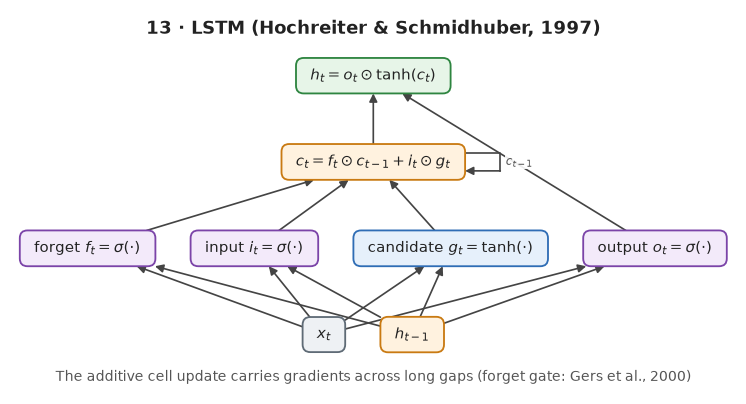 13 · LSTM (Hochreiter & Schmidhuber, 1997)
h_t = o_t ⊙ tanh(c_t)
c_t = f_t ⊙ c_{t−1} + i_t ⊙ g_t
c_{t−1}
forget f_t = σ(·)
input i_t = σ(·)
candidate g_t = tanh(·)
output o_t = σ(·)
x_t
h_{t−1}
The additive cell update carries gradients across long gaps (forget gate: Gers et al., 2000)